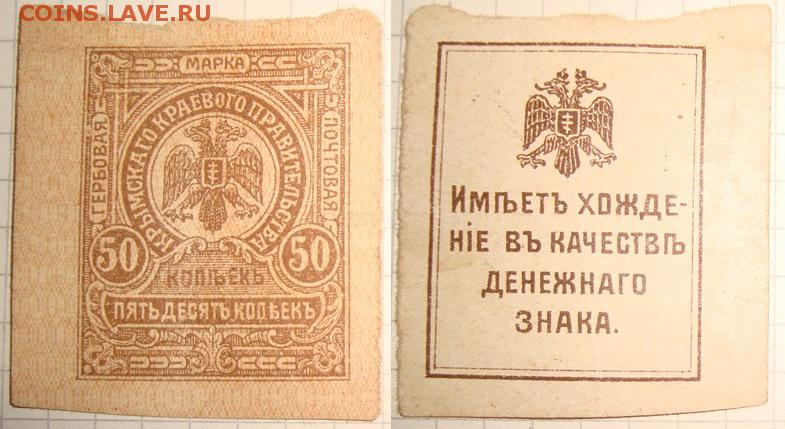 COINS.LAVE.RU
МАРКА
ГЕРБОВАЯ
ПОЧТОВАЯ
КРЫМСКАГО КРАЕВОГО ПРАВИТЕЛЬСТВА
50 50
КОПѢЕКЪ
ПЯТЬДЕСЯТЪ КОПѢЕКЪ
ИМѢЕТЪ ХОЖДЕ-
НІЕ ВЪ КАЧЕСТВѢ
ДЕНЕЖНАГО
ЗНАКА.